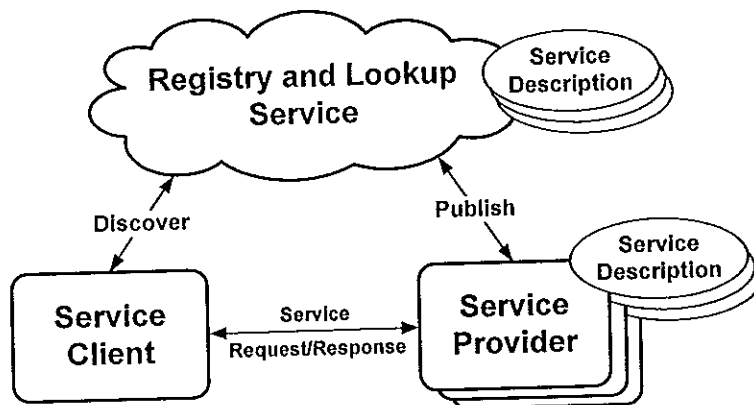 Registry and Lookup
Service
Service
Description
Discover
Publish
Service
Description
Service
Client
Service
Request/Response
Service
Provider